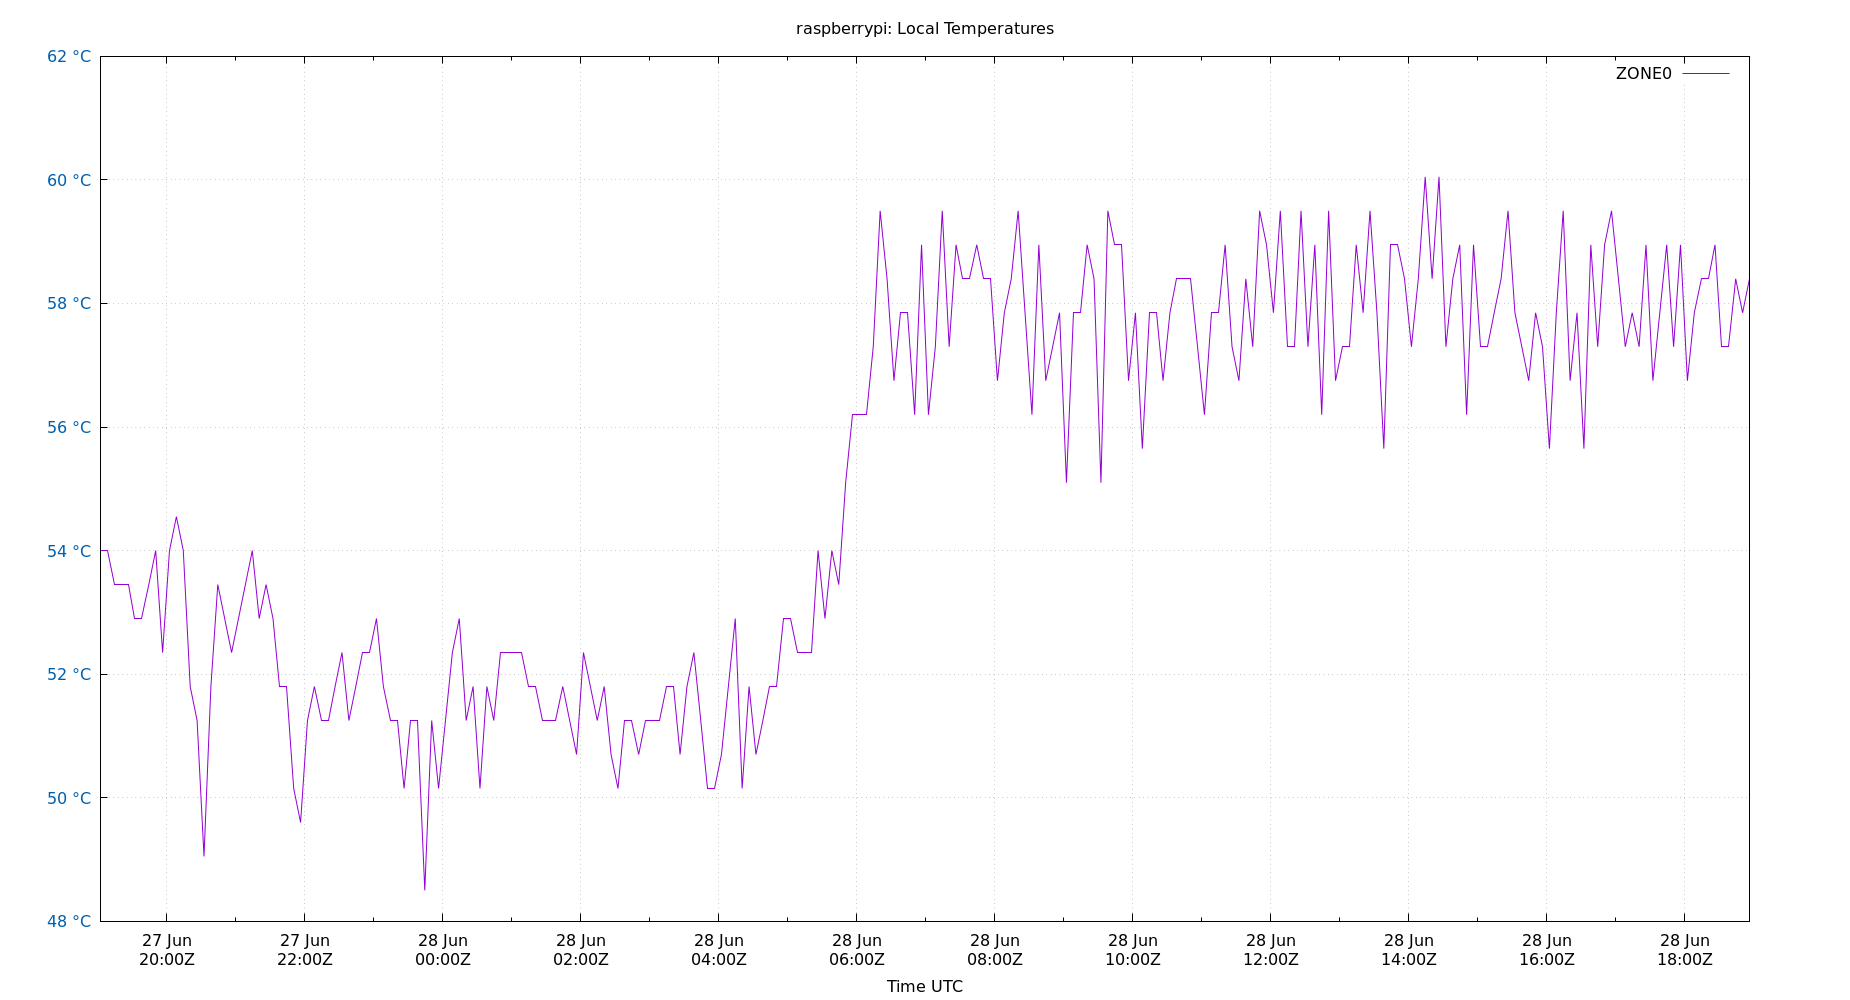 raspberrypi: Local Temperatures
62 °C
ZONE0
60 °C
58 °C
56 °C
54 °C
52 °C
50 °C
48 °C
27 Jun 27 Jun 28 Jun 28 Jun 28 Jun 28 Jun 28 Jun 28 Jun 28 Jun 28 Jun 28 Jun 28 Jun
20:00Z 22:00Z 00:00Z 02:00Z 04:00Z 06:00Z 08:00Z 10:00Z 12:00Z 14:00Z 16:00Z 18:00Z
Time UTC